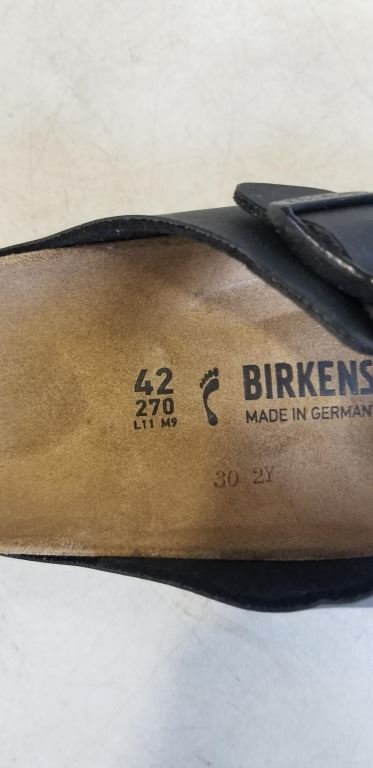 42
270
L11 M9
BIRKENS
MADE IN GERMAN
30 2Y